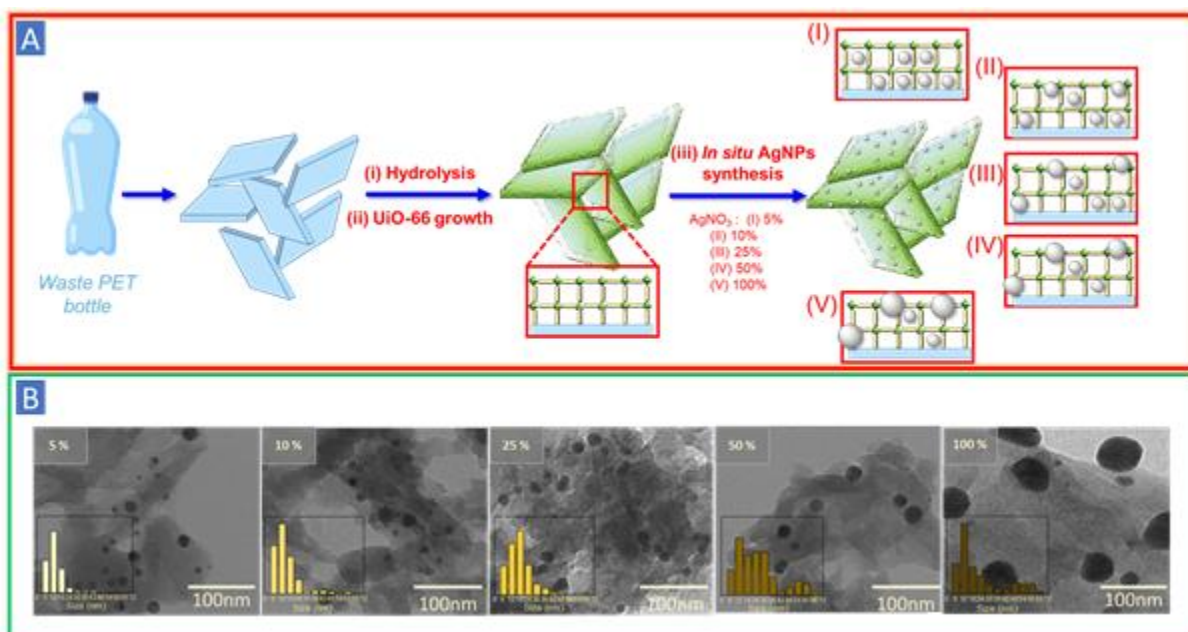 A
Waste PET
bottle
(i) Hydrolysis
(ii) UiO-66 growth
(iii) In situ AgNPs
synthesis
AgNO3 : (I) 5%
(II) 10%
(III) 25%
(IV) 50%
(V) 100%
(I)
(II)
(III)
(IV)
(V)
B
5 %
10 %
25 %
50 %
100 %
Size (nm)
Size (nm)
Size (nm)
Size (nm)
Size (nm)
100nm
100nm
100nm
100nm
100nm